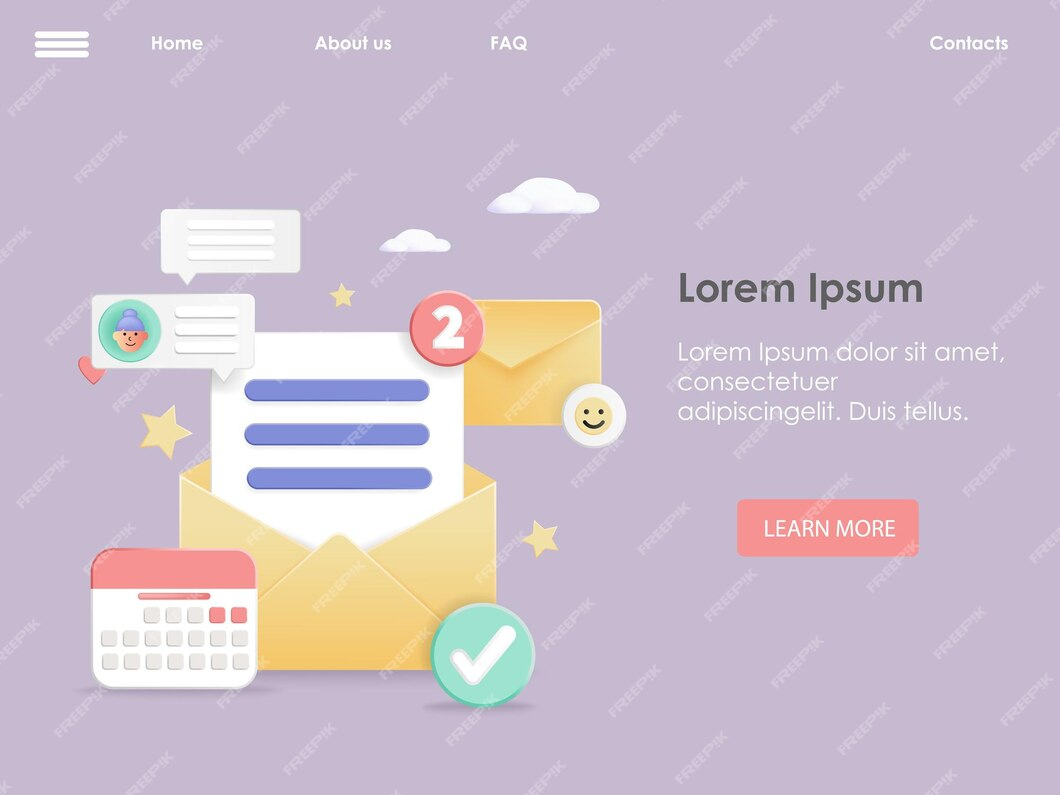 Home About us FAQ Contacts
2
Lorem Ipsum
Lorem Ipsum dolor sit amet,
consectetuer
adipiscingelit. Duis tellus.
LEARN MORE
FREEPIK